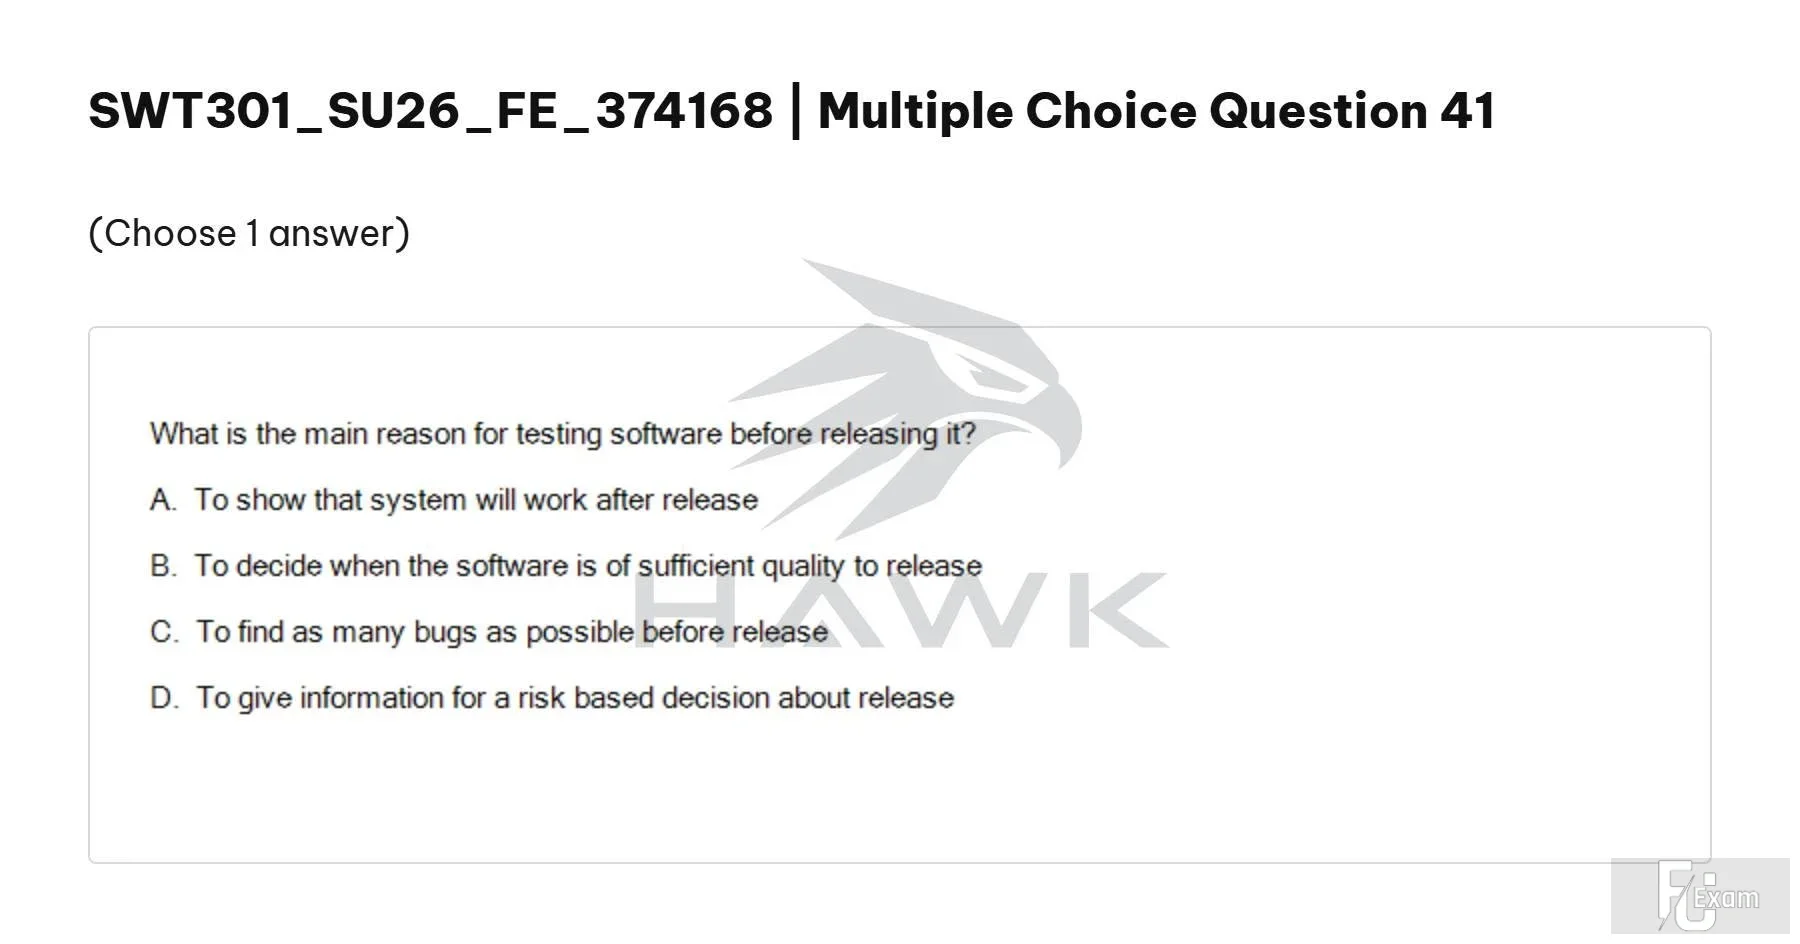 SWT301_SU26_FE_374168 | Multiple Choice Question 41
(Choose 1 answer)
What is the main reason for testing software before releasing it?
A. To show that system will work after release
B. To decide when the software is of sufficient quality to release
C. To find as many bugs as possible before release
D. To give information for a risk based decision about release
HAWK
FU Exam